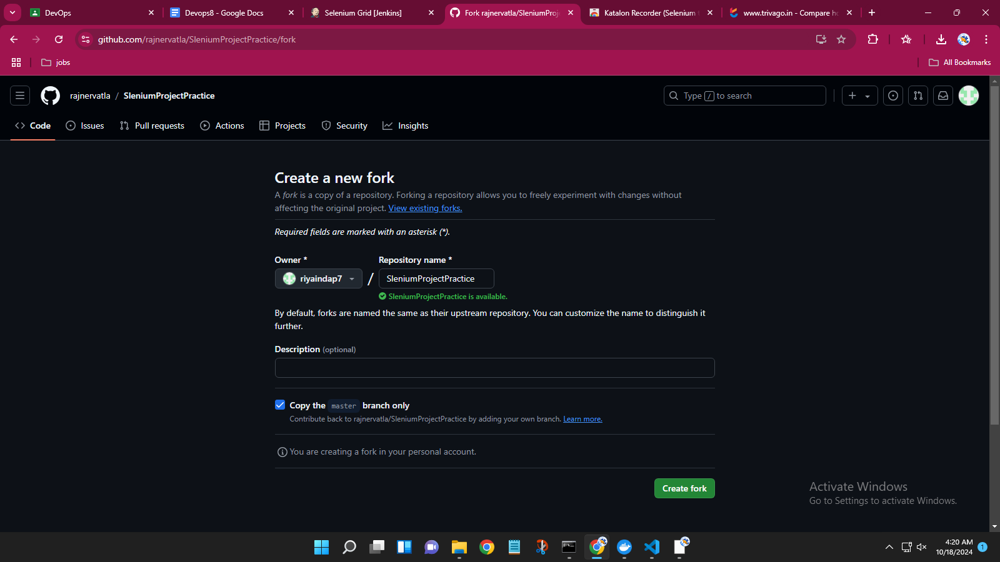 DevOps
Devops8 - Google Docs
Selenium Grid [Jenkins]
Fork rajnervatla/SleniumProj
Katalon Recorder (Selenium
www.trivago.in - Compare ho
github.com/rajnervatla/SleniumProjectPractice/fork
jobs
All Bookmarks
rajnervatla / SleniumProjectPractice
Type / to search
Code
Issues
Pull requests
Actions
Projects
Security
Insights
Create a new fork
A fork is a copy of a repository. Forking a repository allows you to freely experiment with changes without
affecting the original project. View existing forks.
Required fields are marked with an asterisk (*).
Owner *
Repository name *
riyaindap7 / SleniumProjectPractice
SleniumProjectPractice is available.
By default, forks are named the same as their upstream repository. You can customize the name to distinguish it
further.
Description (optional)
Copy the master branch only
Contribute back to rajnervatla/SleniumProjectPractice by adding your own branch. Learn more.
You are creating a fork in your personal account.
Create fork
Activate Windows
Go to Settings to activate Windows.
4:20 AM
10/18/2024
1